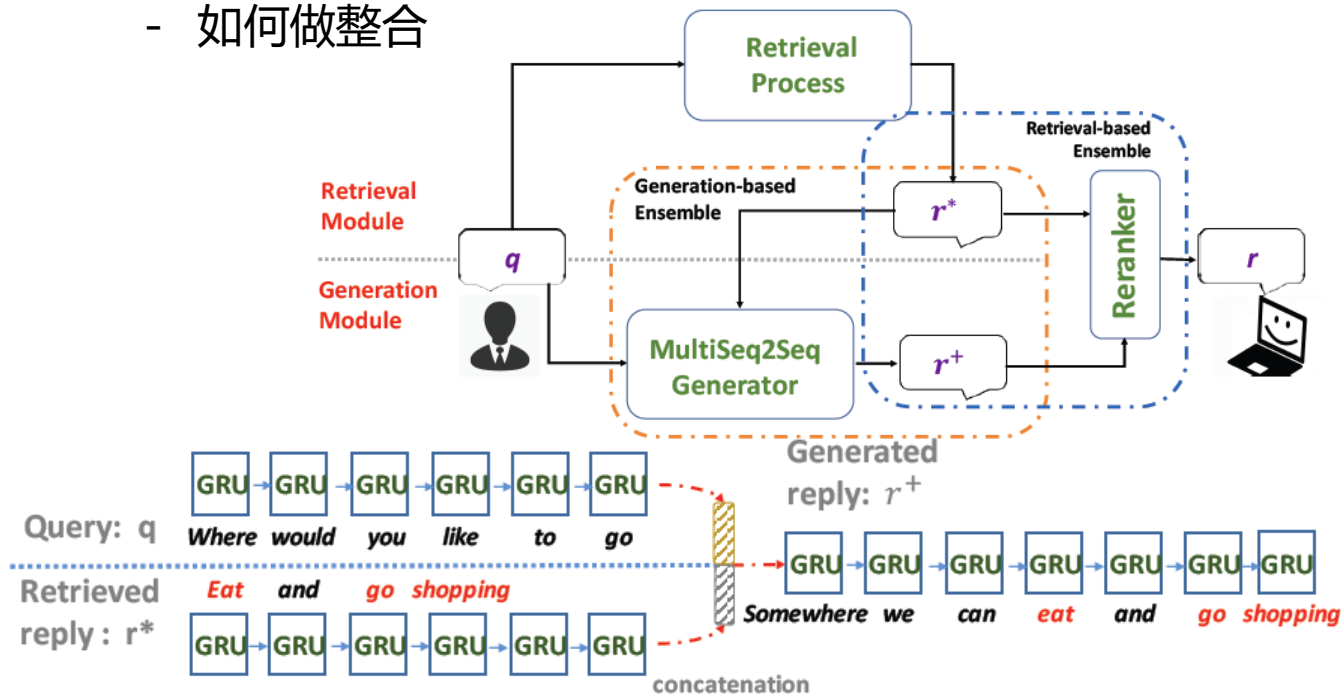 - 如何做整合
Retrieval
Process
Retrieval-based
Ensemble
Generation-based
Ensemble
Retrieval
Module
r*
q
Reranker
r
Generation
Module
MultiSeq2Seq
Generator
r+
Generated
reply: r+
GRU GRU GRU GRU GRU GRU
Query: q
Where would you like to go
GRU GRU GRU GRU GRU GRU GRU
Retrieved
reply : r*
Eat and go shopping
Somewhere we can eat and go shopping
GRU GRU GRU GRU GRU GRU
concatenation